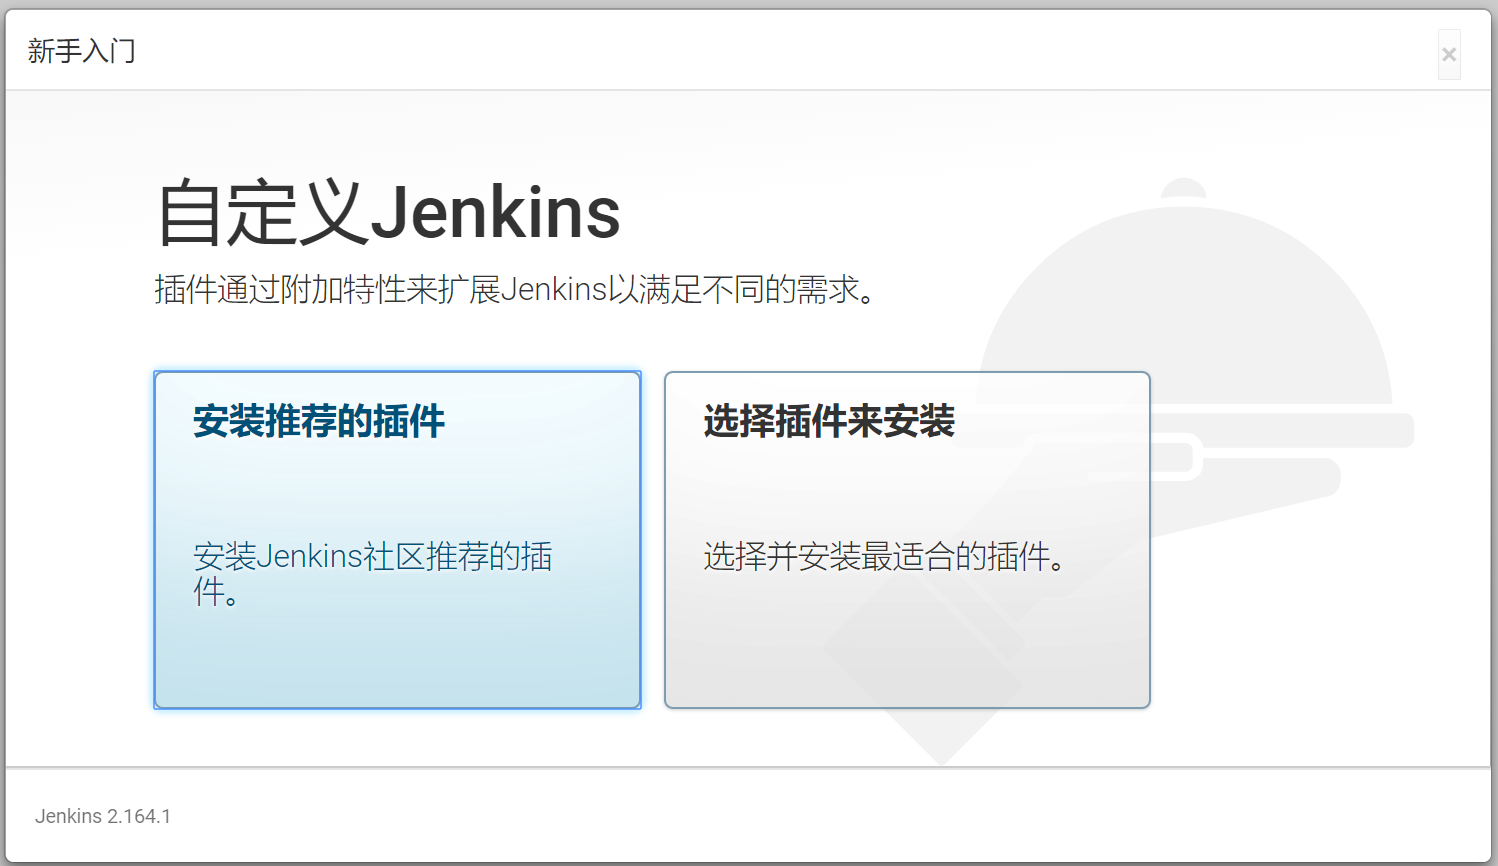 新手入门
×
自定义Jenkins
插件通过附加特性来扩展Jenkins以满足不同的需求。
安装推荐的插件
安装Jenkins社区推荐的插
件。
选择插件来安装
选择并安装最适合的插件。
Jenkins 2.164.1